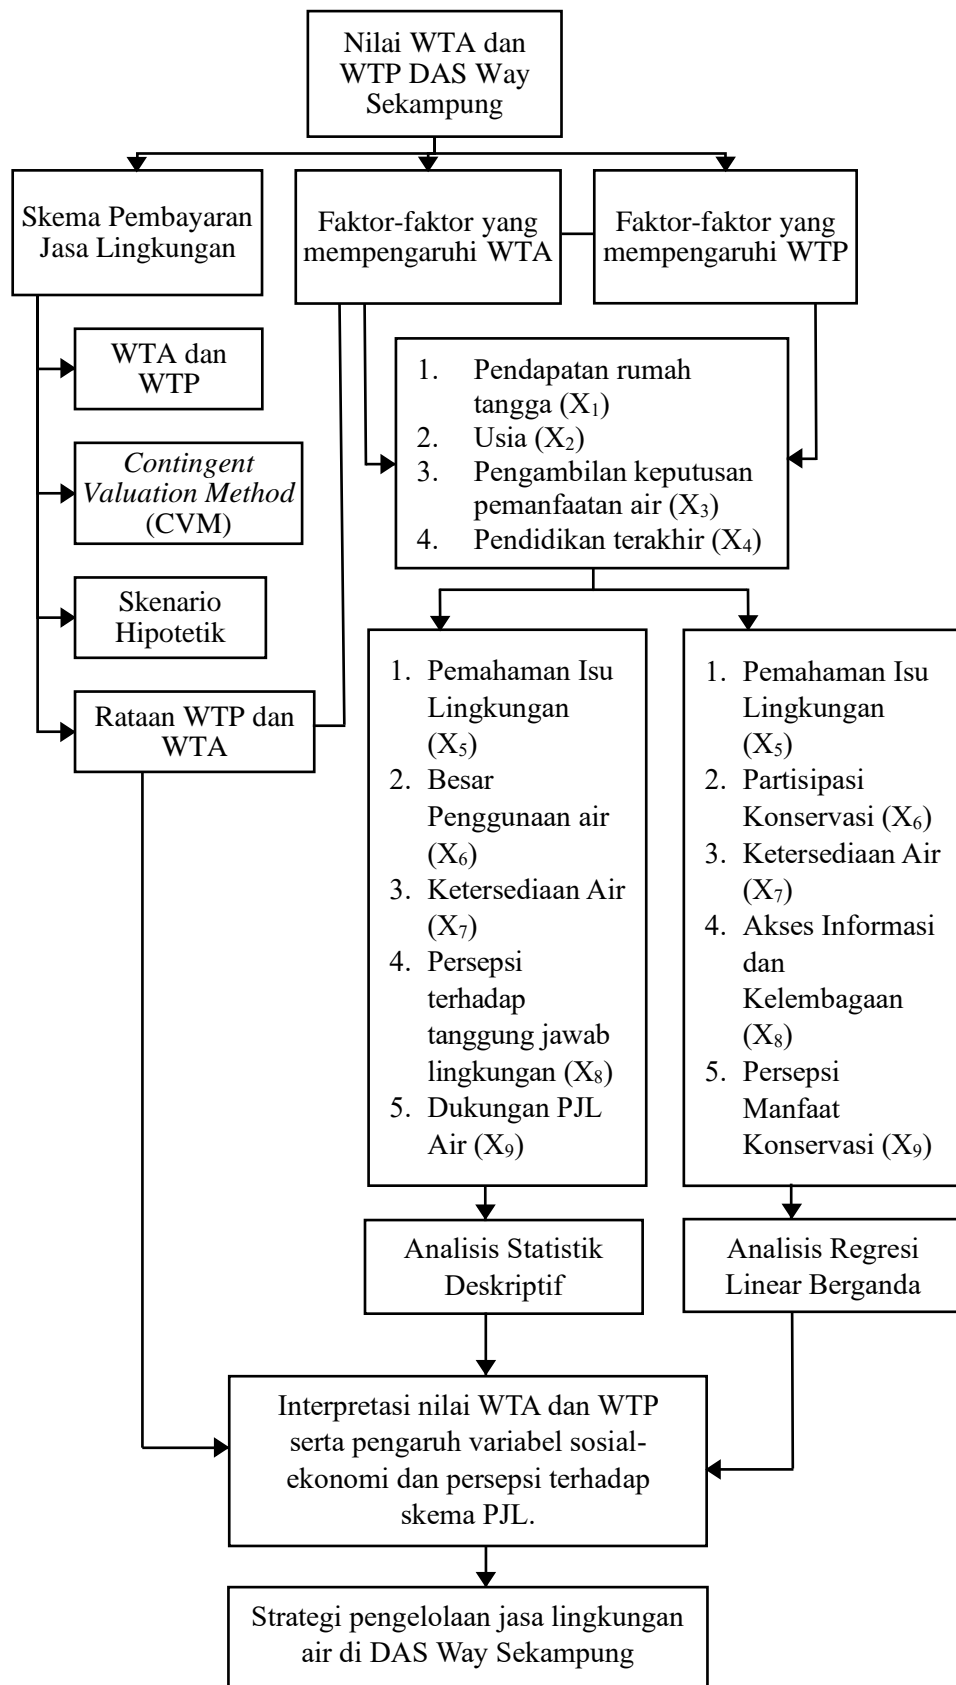 Nilai WTA dan
WTP DAS Way
Sekampung
Skema Pembayaran
Jasa Lingkungan
Faktor-faktor yang
mempengaruhi WTA
Faktor-faktor yang
mempengaruhi WTP
WTA dan
WTP
Contingent
Valuation Method
(CVM)
Skenario
Hipotetik
Rataan WTP dan
WTA
1. Pendapatan rumah
tangga (X₁)
2. Usia (X₂)
3. Pengambilan keputusan
pemanfaatan air (X₃)
4. Pendidikan terakhir (X₄)
1. Pemahaman Isu
Lingkungan
(X₅)
2. Besar
Penggunaan air
(X₆)
3. Ketersediaan Air
(X₇)
4. Persepsi
terhadap
tanggung jawab
lingkungan (X₈)
5. Dukungan PJL
Air (X₉)
1. Pemahaman Isu
Lingkungan
(X₅)
2. Partisipasi
Konservasi (X₆)
3. Ketersediaan Air
(X₇)
4. Akses Informasi
dan
Kelembagaan
(X₈)
5. Persepsi
Manfaat
Konservasi (X₉)
Analisis Statistik
Deskriptif
Analisis Regresi
Linear Berganda
Interpretasi nilai WTA dan WTP
serta pengaruh variabel sosial-
ekonomi dan persepsi terhadap
skema PJL.
Strategi pengelolaan jasa lingkungan
air di DAS Way Sekampung